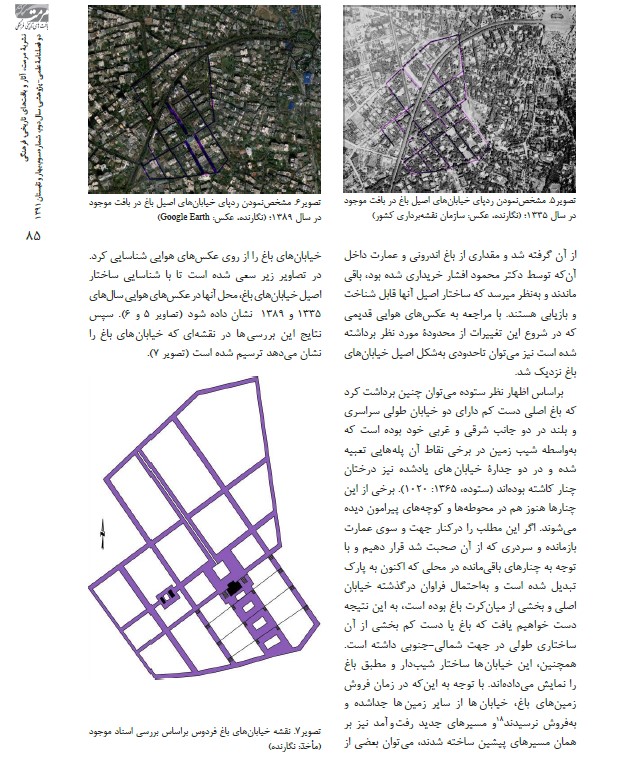 نشریه مرمت، آثار و بافت‌های تاریخی، فرهنگی
دوفصلنامه علمی-پژوهشی، سال دوم، شماره سوم، بهار و تابستان ۱۳۹۱
۸۵
تصویر۵. مشخص‌نمودن ردپای خیابان‌های اصیل باغ در بافت موجود
در سال ۱۳۳۵؛ (نگارنده، عکس: سازمان نقشه‌برداری کشور)
تصویر۶. مشخص‌نمودن ردپای خیابان‌های اصیل باغ در بافت موجود
در سال ۱۳۸۹؛ (نگارنده، عکس: Google Earth)
از آن گرفته شد و مقداری از باغ اندرونی و عمارت داخل
آن‌که توسط دکتر محمود افشار خریداری شده بود، باقی
ماندند و به‌نظر میرسد که ساختار اصیل آنها قابل شناخت
و بازیابی هستند. با مراجعه به عکس‌های هوایی قدیمی
که در شروع این تغییرات از محدودهٔ مورد نظر برداشته
شده است نیز می‌توان تاحدودی به‌شکل اصیل خیابان‌های
باغ نزدیک شد.
براساس اظهار نظر ستوده می‌توان چنین برداشت کرد
که باغ اصلی دست کم دارای دو خیابان طولی سراسری
و بلند در دو جانب شرقی و غربی خود بوده است که
به‌واسطه شیب زمین در برخی نقاط آن پله‌هایی تعبیه
شده و در دو جدارهٔ خیابان های یادشده نیز درختان
چنار کاشته بوده‌اند (ستوده، ۱۳۶۵: ۱۰۲۰). برخی از این
چنارها هنوز هم در محوطه‌ها و کوچه‌های پیرامون دیده
می‌شوند. اگر این مطلب را درکنار جهت و سوی عمارت
بازمانده و سردری که از آن صحبت شد قرار دهیم و با
توجه به چنارهای باقی‌مانده در محلی که اکنون به پارک
تبدیل شده است و به‌احتمال فراوان درگذشته خیابان
اصلی و بخشی از میان‌کرت باغ بوده است، به این نتیجه
دست خواهیم یافت که باغ یا دست کم بخشی از آن
ساختاری طولی در جهت شمالی-جنوبی داشته است.
همچنین، این خیابان‌ها ساختار شیب‌دار و مطبق باغ
را نمایش می‌داده‌اند. با توجه به این‌که در زمان فروش
زمین‌های باغ، خیابان ها از سایر زمین ها جداشده و
به‌فروش نرسیدند۱۸ و مسیرهای جدید رفت‌و آمد نیز بر
همان مسیرهای پیشین ساخته شدند، می‌توان بعضی از
خیابان‌های باغ را از روی عکس‌های هوایی شناسایی کرد.
در تصاویر زیر سعی شده است تا با شناسایی ساختار
اصیل خیابان‌های باغ، محل آنها در عکس‌های هوایی سال‌های
۱۳۳۵ و ۱۳۸۹ نشان داده شود (تصاویر ۵ و ۶). سپس
نتایج این بررسی‌ها در نقشه‌ای که خیابان‌های باغ را
نشان می‌دهد ترسیم شده است (تصویر ۷).
تصویر۷. نقشه خیابان‌های باغ فردوس براساس بررسی اسناد موجود
(مأخذ: نگارنده)